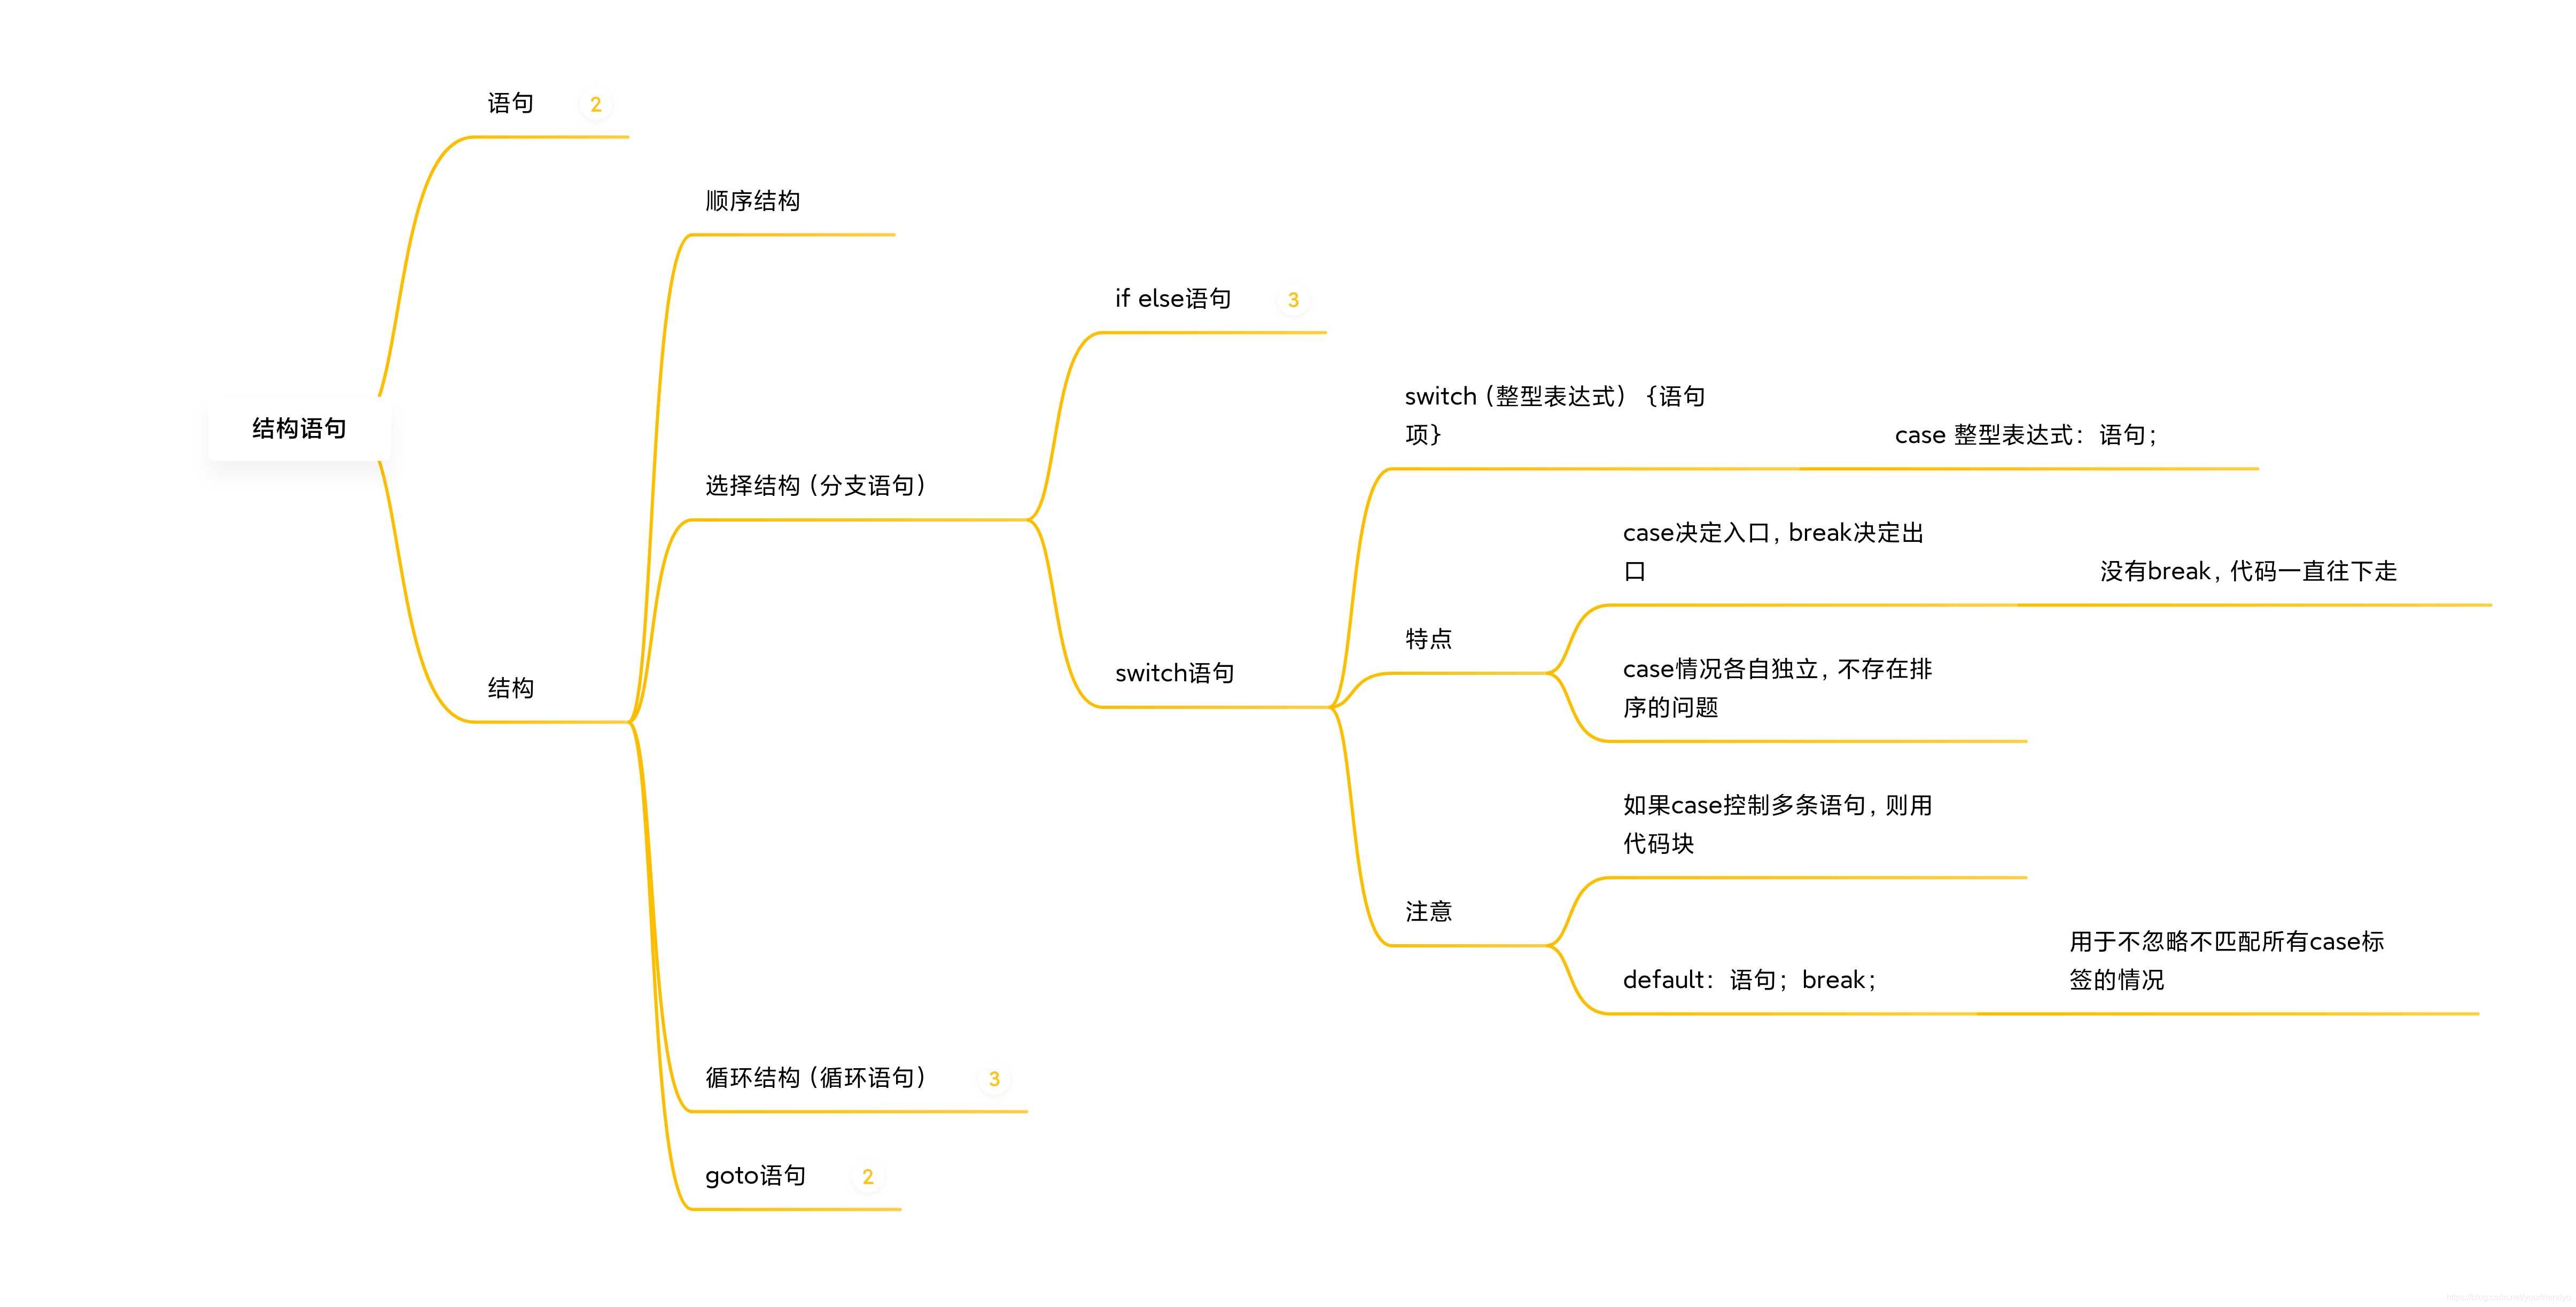 语句 2
顺序结构
if else语句 3
switch（整型表达式）｛语句
项｝
case 整型表达式：语句；
结构语句
选择结构（分支语句）
case决定入口，break决定出
口
没有break，代码一直往下走
特点
switch语句
case情况各自独立，不存在排
序的问题
结构
如果case控制多条语句，则用
代码块
注意
default：语句；break；
用于不忽略不匹配所有case标
签的情况
循环结构（循环语句） 3
goto语句 2